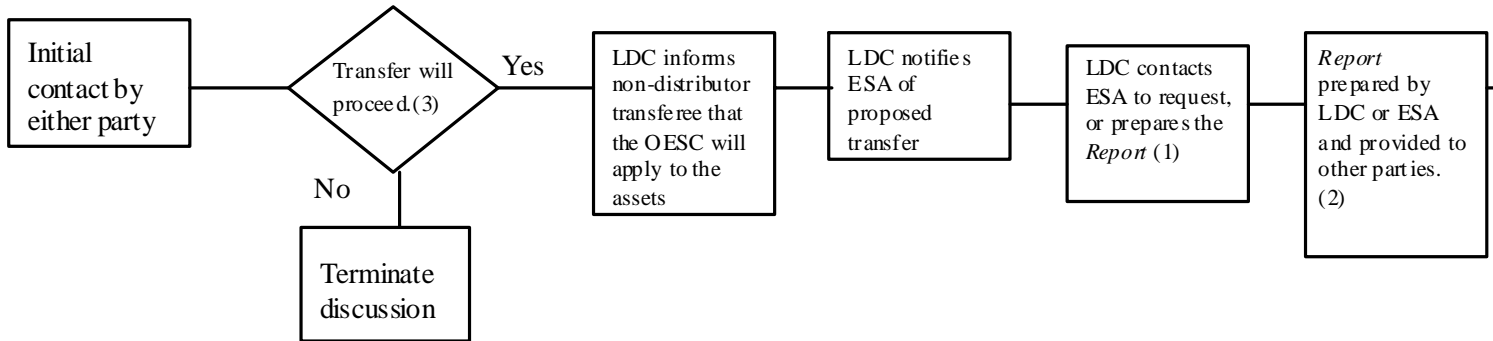 Initial
contact by
either party
Transfer will
proceed.(3)
Yes
No
Terminate
discussion
LDC informs
non-distributor
transferee that
the OESC will
apply to the
assets
LDC notifies
ESA of
proposed
transfer
LDC contacts
ESA to request,
or prepares the
Report (1)
Report
prepared by
LDC or ESA
and provided to
other parties.
(2)